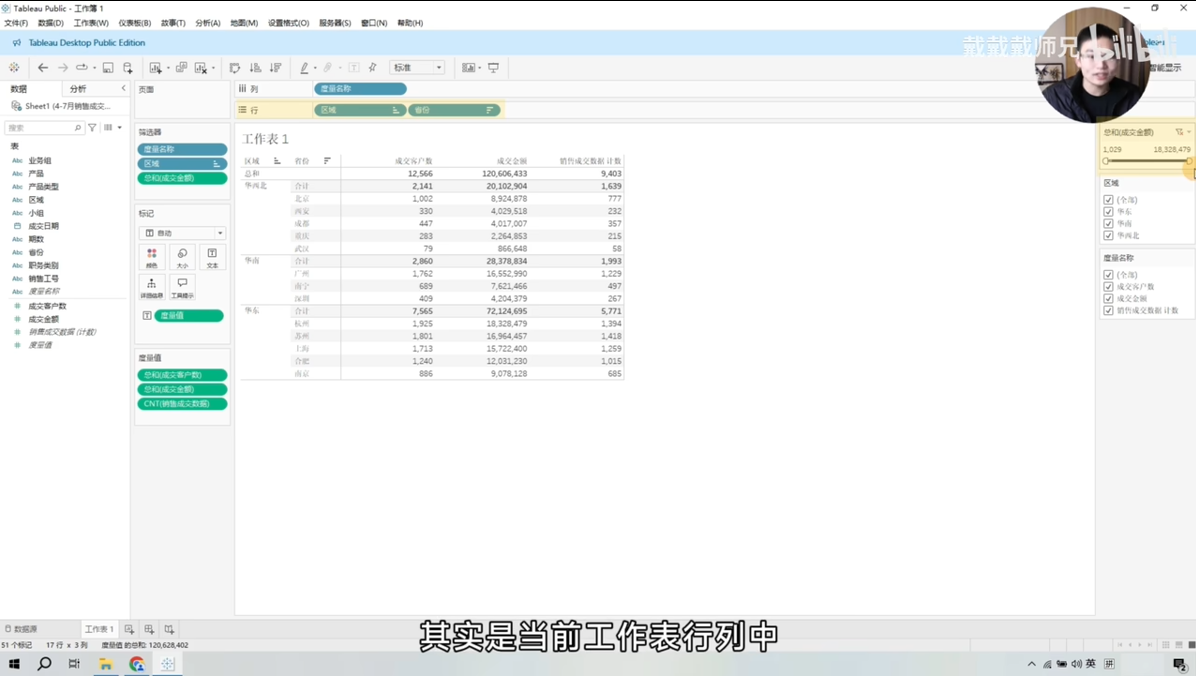 Tableau Public - 工作簿 1
文件(F) 数据(D) 工作表(W) 仪表板(B) 故事(T) 分析(A) 地图(M) 设置格式(O) 服务器(S) 窗口(N) 帮助(H)
Tableau Desktop Public Edition
戴戴戴师兄 bilibili
标准
智能显示
数据 分析
Sheet1 (4-7月销售成交...
搜索
表
Abc 业务组
Abc 产品
Abc 产品类型
Abc 区域
Abc 小组
成交日期
Abc 期数
Abc 省份
Abc 职务类别
Abc 销售工号
Abc 度量名称
成交客户数
成交金额
销售成交数据 (计数)
度量值
页面
筛选器
度量名称
区域
总和(成交金额)
标记
自动
颜色 大小 文本
详细信息 工具提示
度量值
度量值
总和(成交客户数)
总和(成交金额)
CNT(销售成交数据)
列 度量名称
行 区域 省份
工作表 1
区域 省份 成交客户数 成交金额 销售成交数据 计数
总和 12,566 120,606,433 9,403
华西北 合计 2,141 20,102,904 1,639
北京 1,002 8,924,878 777
西安 330 4,029,518 232
成都 447 4,017,007 357
重庆 283 2,264,853 215
武汉 79 866,648 58
华南 合计 2,860 28,378,834 1,993
广州 1,762 16,552,990 1,229
南宁 689 7,621,466 497
深圳 409 4,204,379 267
华东 合计 7,565 72,124,695 5,771
杭州 1,925 18,328,479 1,394
苏州 1,801 16,964,457 1,418
上海 1,713 15,722,400 1,259
合肥 1,240 12,031,230 1,015
南京 886 9,078,128 685
总和(成交金额)
1,029 18,328,479
区域
(全部)
华东
华南
华西北
度量名称
(全部)
成交客户数
成交金额
销售成交数据 计数
数据源 工作表 1
其实是当前工作表行列中
51 个标记 17 行 x 3 列 度量值 的总和: 120,628,402
英 拼
2